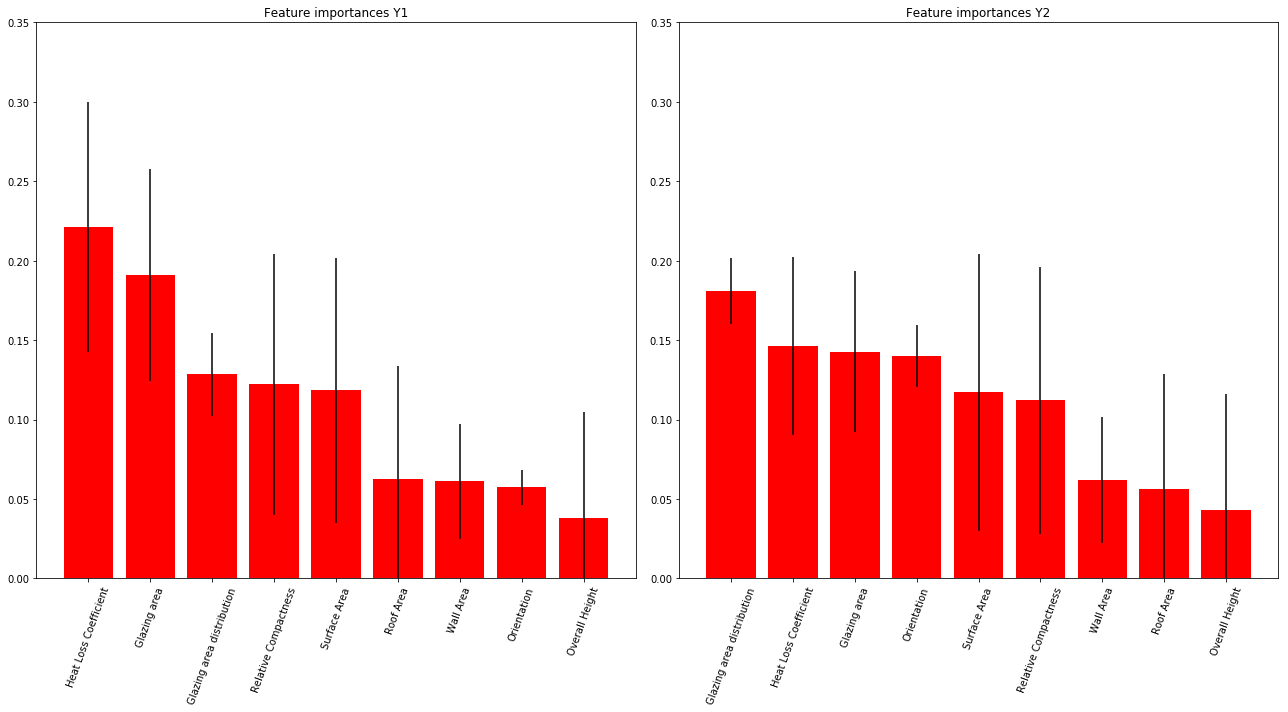 Feature importances Y1
0.35
0.30
0.25
0.20
0.15
0.10
0.05
0.00
Heat Loss Coefficient
Glazing area
Glazing area distribution
Relative Compactness
Surface Area
Roof Area
Wall Area
Orientation
Overall Height
Feature importances Y2
0.35
0.30
0.25
0.20
0.15
0.10
0.05
0.00
Glazing area distribution
Heat Loss Coefficient
Glazing area
Orientation
Surface Area
Relative Compactness
Wall Area
Roof Area
Overall Height